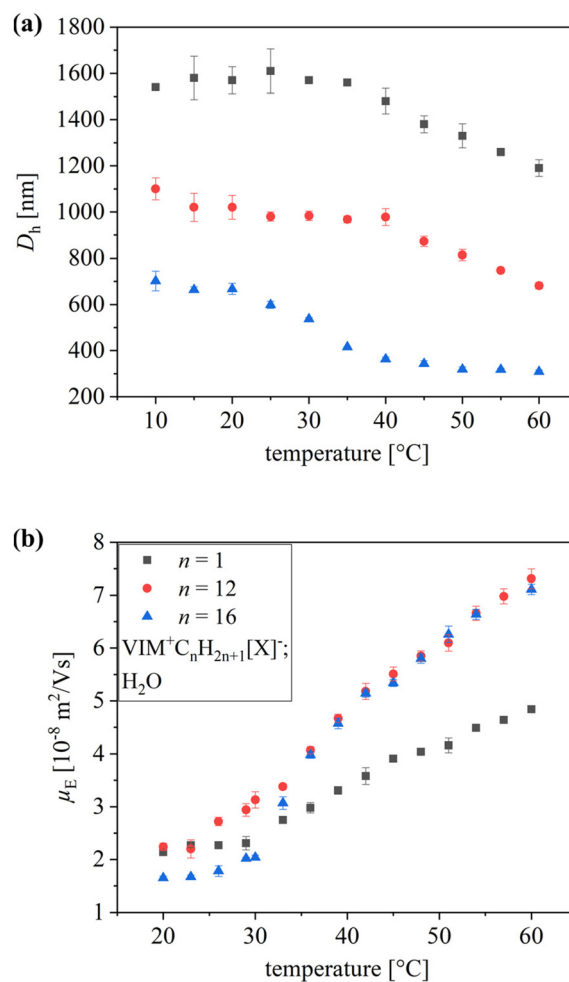 (a)
1800
1600
1400
1200
1000
800
600
400
200
D_h [nm]
10 20 30 40 50 60
temperature [°C]
(b)
8
7
6
5
4
3
2
1
μ_E [10⁻⁸ m²/Vs]
n = 1
n = 12
n = 16
VIM⁺CₙH₂ₙ₊₁[X]⁻;
H₂O
20 30 40 50 60
temperature [°C]